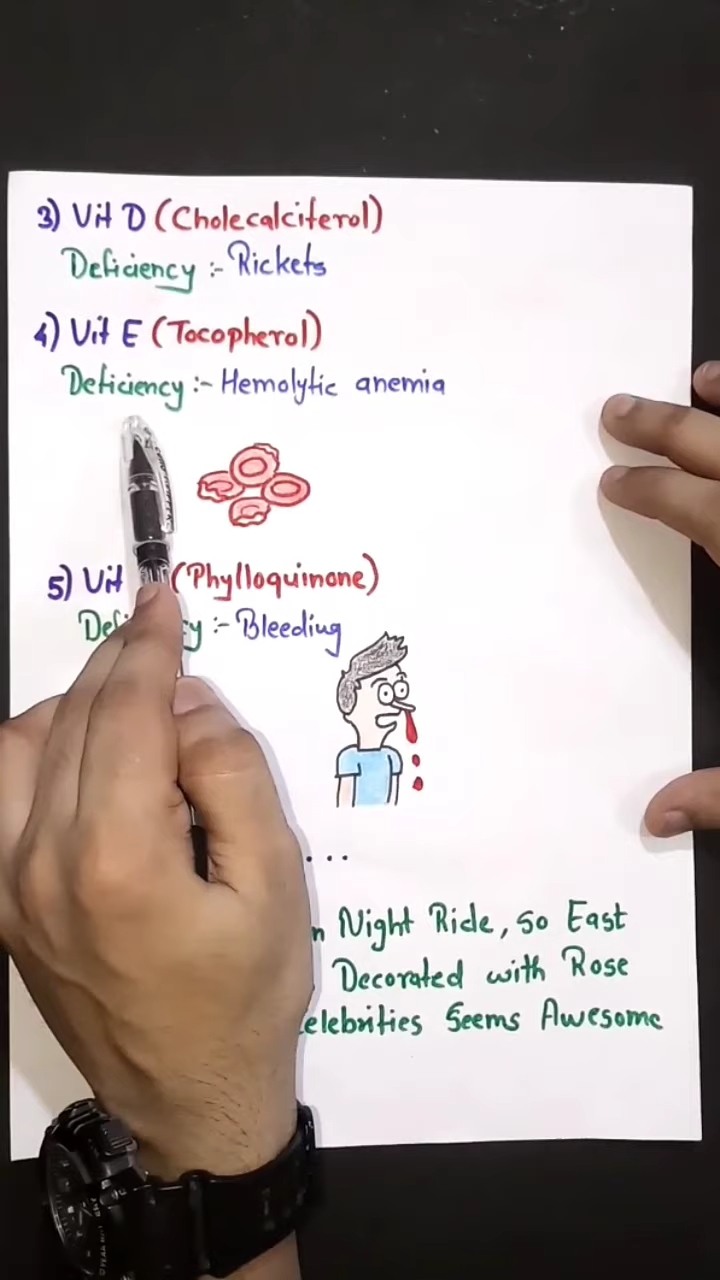 3) Vit D (Cholecalciferol)
Deficiency :- Rickets
4) Vit E (Tocopherol)
Deficiency :- Hemolytic anemia
5) Vit (Phylloquinone)
:- Bleeding
...
Night Ride, so East
Decorated with Rose
Seems Awesome